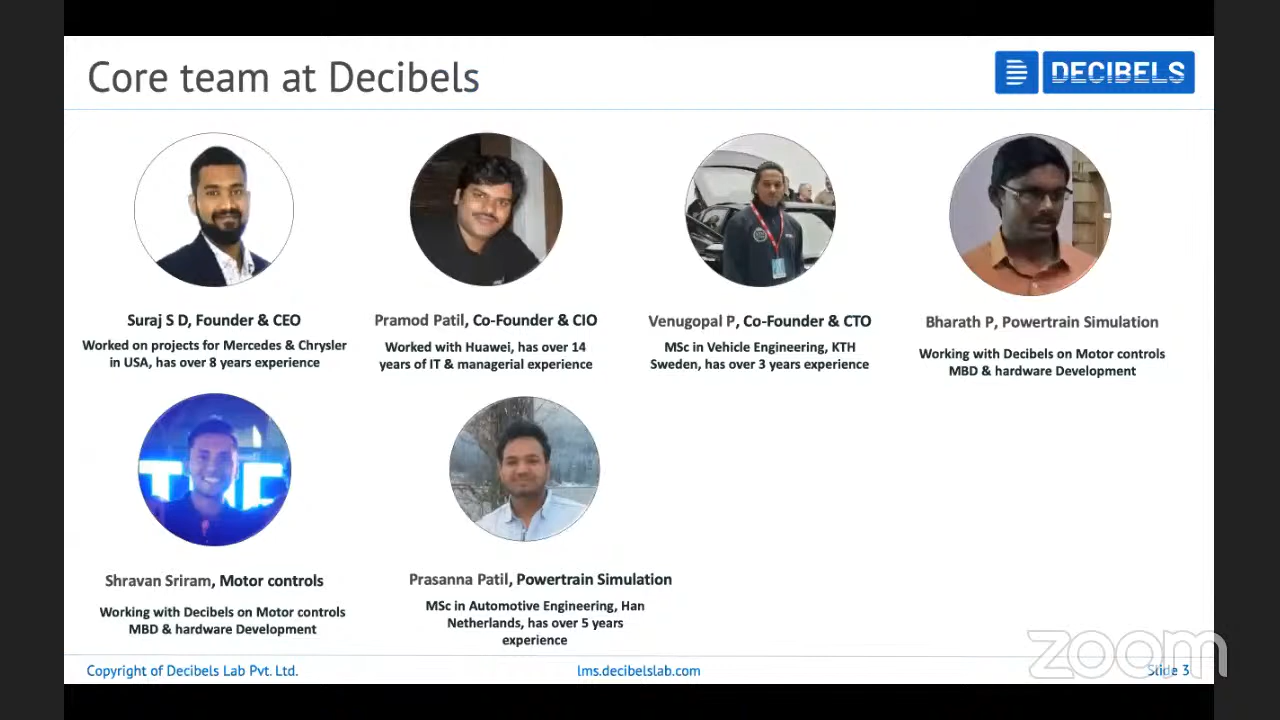 Core team at Decibels
DECIBELS
Suraj S D, Founder & CEO
Worked on projects for Mercedes & Chrysler
in USA, has over 8 years experience
Pramod Patil, Co-Founder & CIO
Worked with Huawei, has over 14
years of IT & managerial experience
Venugopal P, Co-Founder & CTO
MSc in Vehicle Engineering, KTH
Sweden, has over 3 years experience
Bharath P, Powertrain Simulation
Working with Decibels on Motor controls
MBD & hardware Development
Shravan Sriram, Motor controls
Working with Decibels on Motor controls
MBD & hardware Development
Prasanna Patil, Powertrain Simulation
MSc in Automotive Engineering, Han
Netherlands, has over 5 years
experience
Copyright of Decibels Lab Pvt. Ltd.
lms.decibelslab.com
Slide 3
zoom